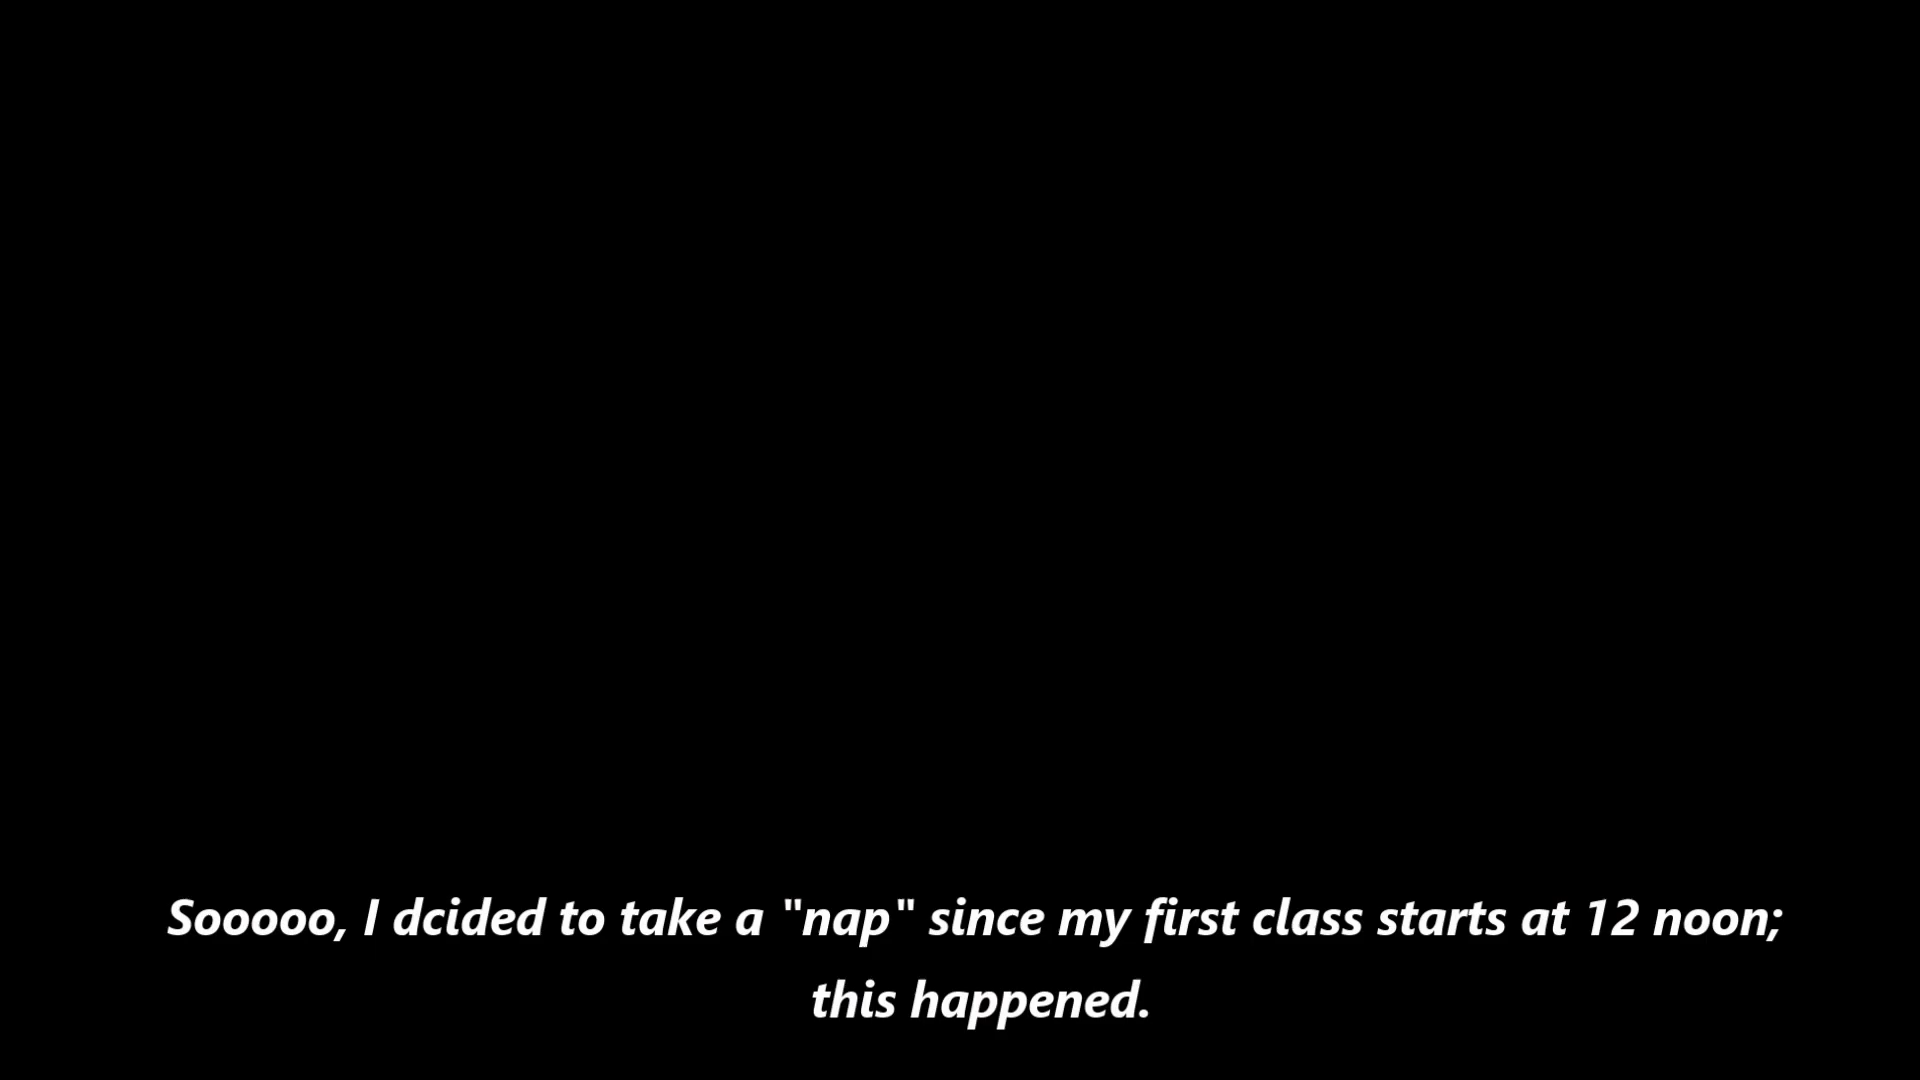 Sooooo, I dcided to take a "nap" since my first class starts at 12 noon;
this happened.